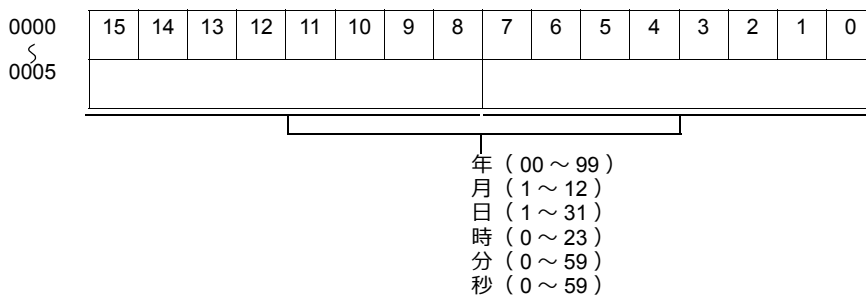 0000 15 14 13 12 11 10 9 8 7 6 5 4 3 2 1 0
〜
0005
年（ 00 〜 99 ）
月（ 1 〜 12 ）
日（ 1 〜 31 ）
時（ 0 〜 23 ）
分（ 0 〜 59 ）
秒（ 0 〜 59 ）